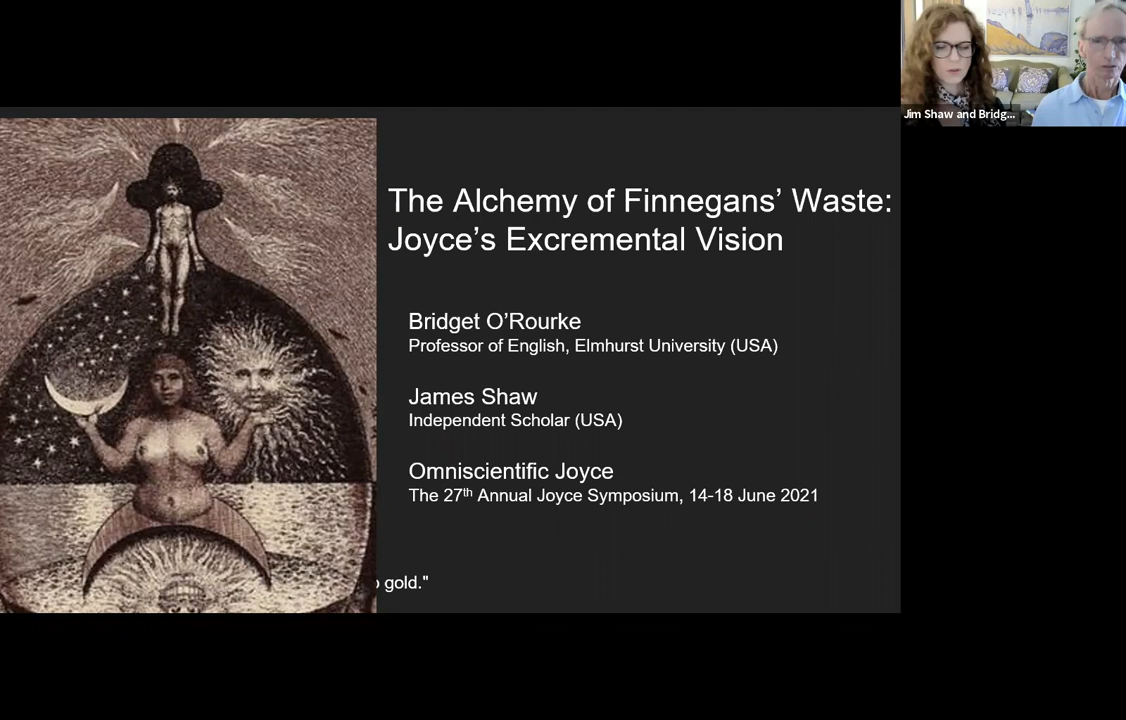 Jim Shaw and Bridg...
The Alchemy of Finnegans’ Waste:
Joyce’s Excremental Vision
Bridget O’Rourke
Professor of English, Elmhurst University (USA)
James Shaw
Independent Scholar (USA)
Omniscientific Joyce
The 27th Annual Joyce Symposium, 14-18 June 2021
gold."